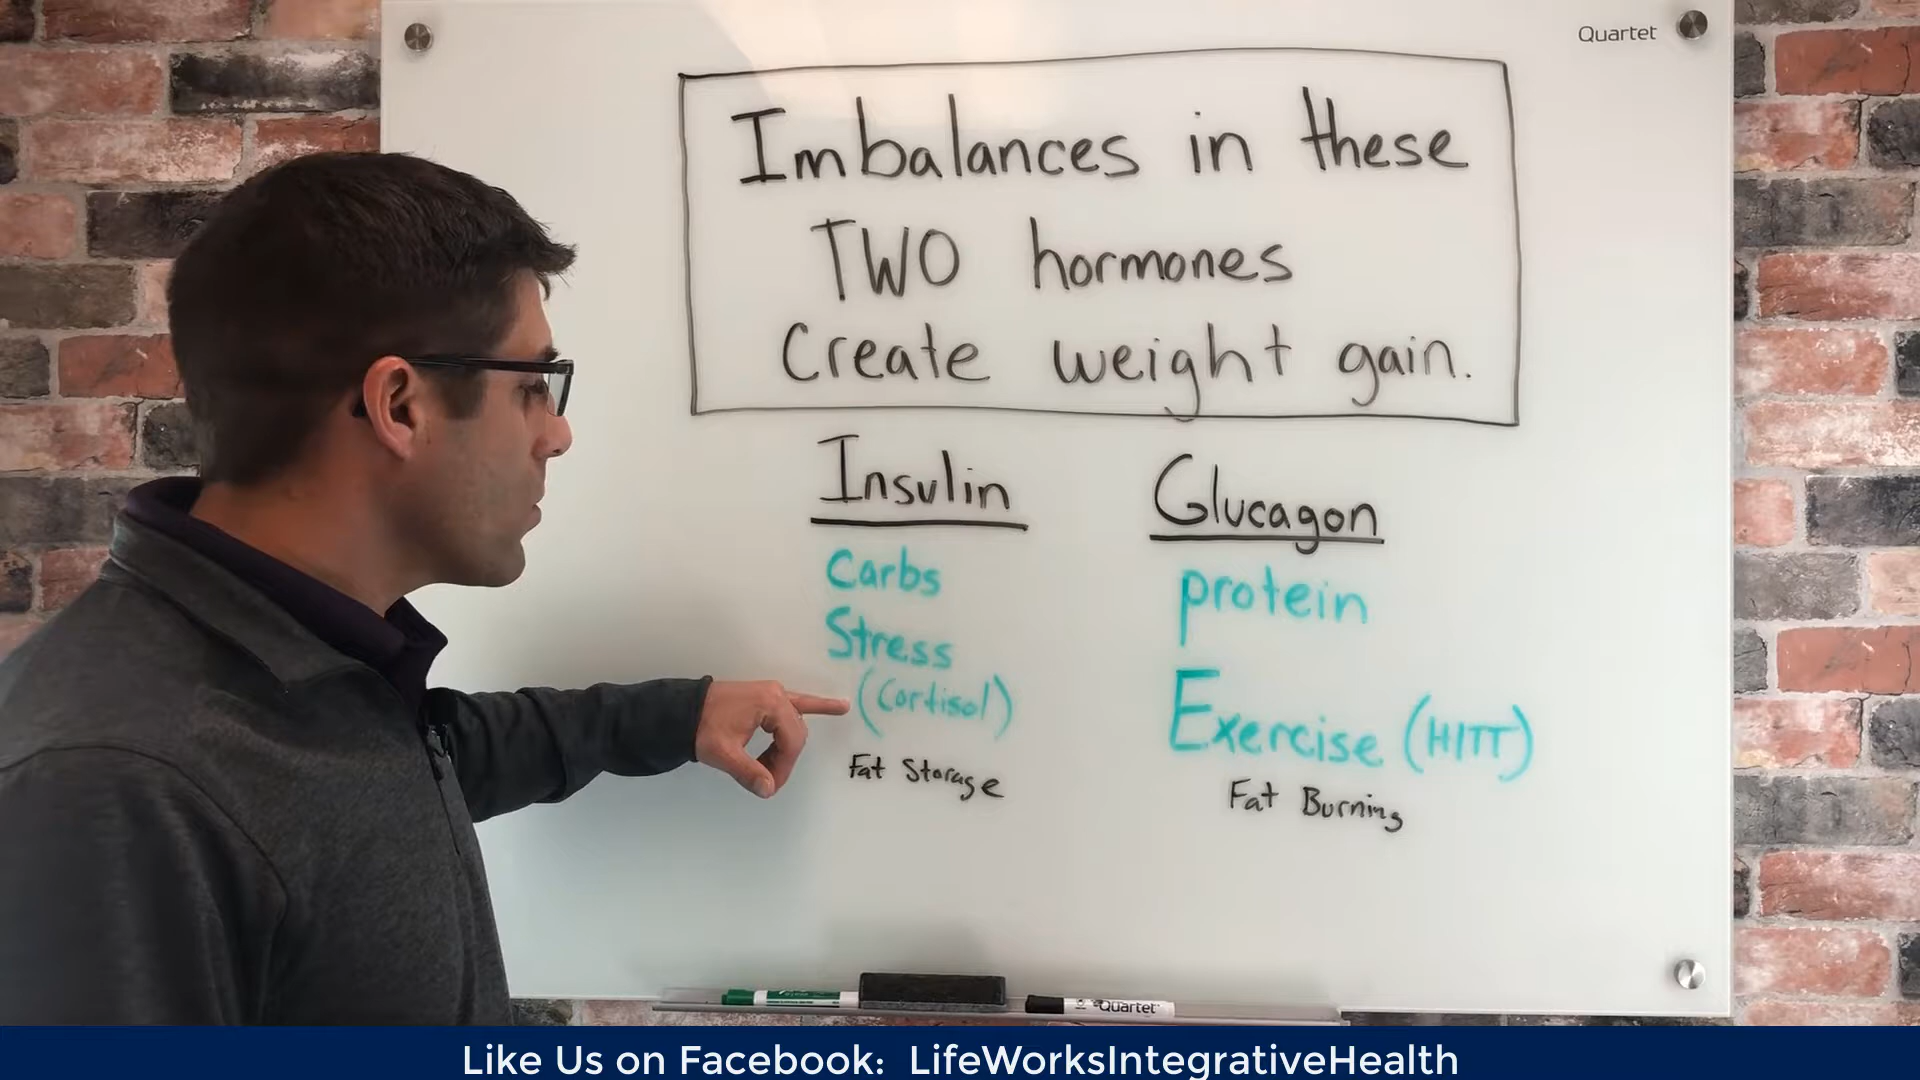 Quartet
Imbalances in these
TWO hormones
Create weight gain.
Insulin
Carbs
Stress
(Cortisol)
Fat Storage
Glucagon
protein
Exercise (HITT)
Fat Burning
Quartet
Like Us on Facebook: LifeWorksIntegrativeHealth